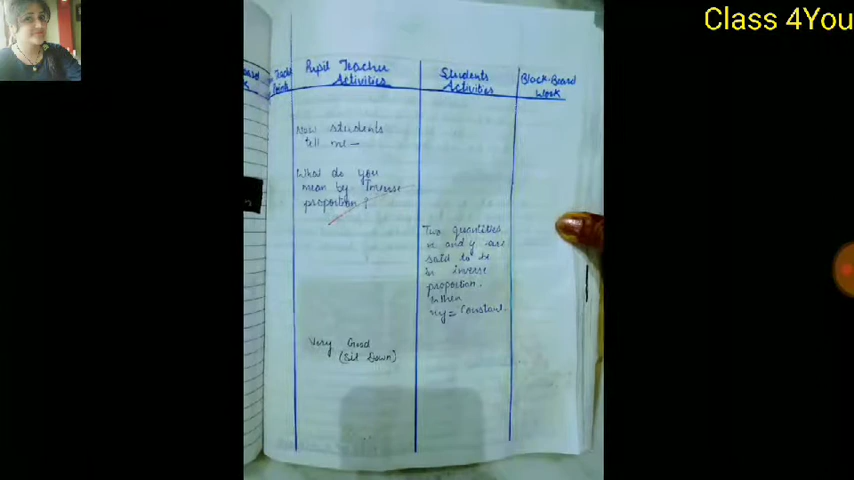 Class 4You
Pupil Teacher
Activities
Students
Activities
Black-Board
Work
Now students
tell me —
What do you
mean by Inverse
proportion ?
Two quantities
x and y are
said to be
in inverse
proportion.
When
xy = Constant.
Very Good
(Sit Down)